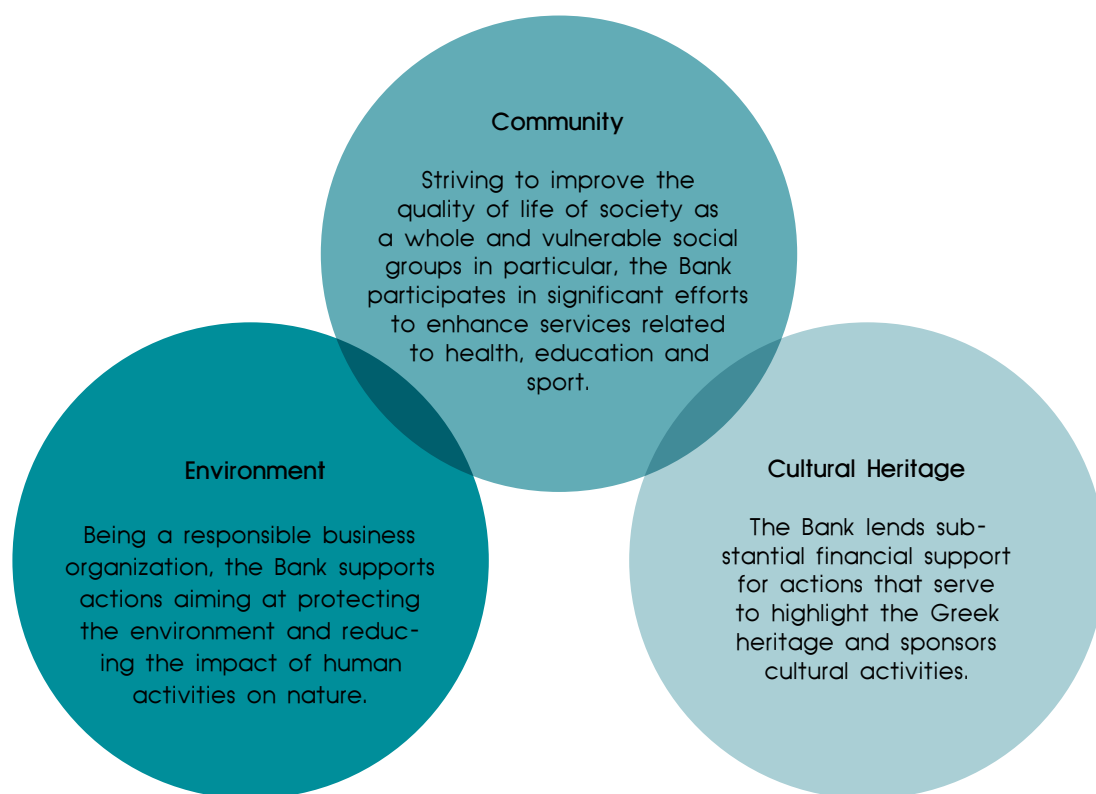 Community
Striving to improve the
quality of life of society as
a whole and vulnerable social
groups in particular, the Bank
participates in significant efforts
to enhance services related
to health, education and
sport.
Environment
Being a responsible business
organization, the Bank supports
actions aiming at protecting
the environment and reduc-
ing the impact of human
activities on nature.
Cultural Heritage
The Bank lends sub-
stantial financial support
for actions that serve
to highlight the Greek
heritage and sponsors
cultural activities.